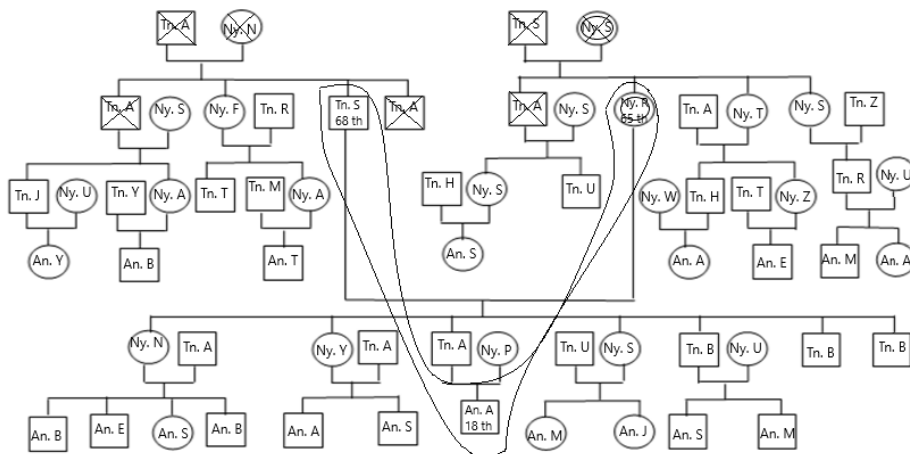 Tn. A
Ny. N
Tn. S
Ny. S
Tn. A
Ny. S
Ny. F
Tn. R
Tn. S
68 th
Tn. A
Tn. A
Ny. S
Ny. R
65 th
Tn. A
Ny. T
Ny. S
Tn. Z
Tn. J
Ny. U
Tn. Y
Ny. A
Tn. T
Tn. M
Ny. A
Tn. H
Ny. S
Tn. U
Ny. W
Tn. H
Tn. T
Ny. Z
Tn. R
Ny. U
An. Y
An. B
An. T
An. S
An. A
An. E
An. M
An. A
Ny. N
Tn. A
Ny. Y
Tn. A
Tn. A
Ny. P
Tn. U
Ny. S
Tn. B
Ny. U
Tn. B
Tn. B
An. B
An. E
An. S
An. B
An. A
An. S
An. A
18 th
An. M
An. J
An. S
An. M